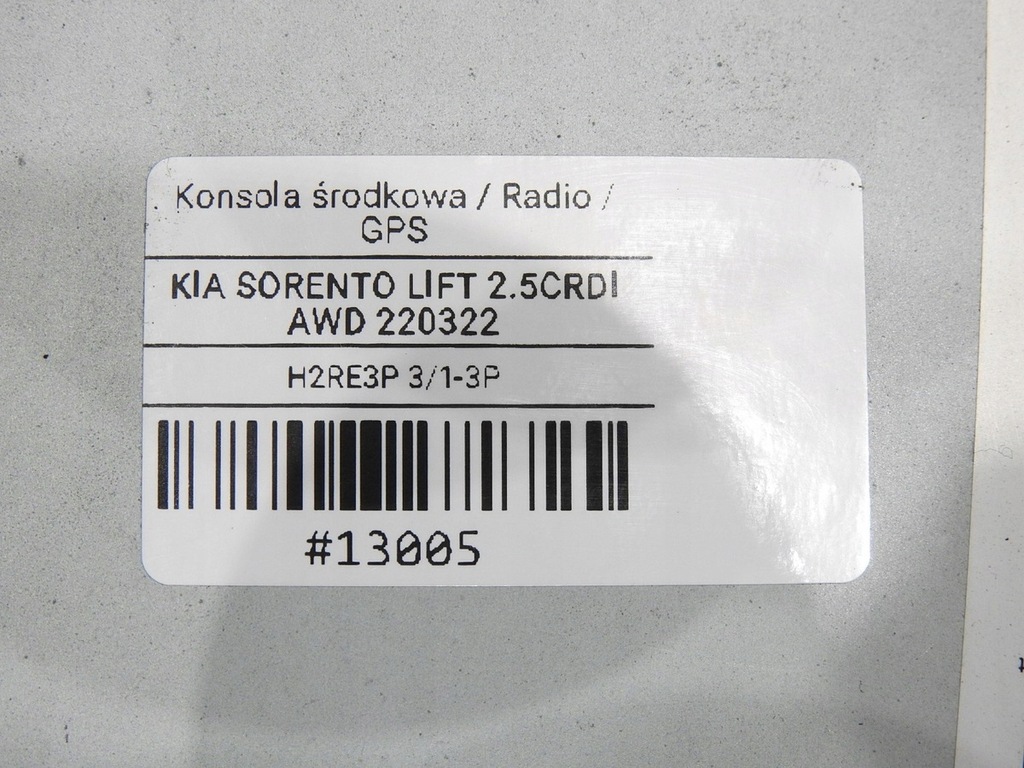 Konsola środkowa / Radio /
GPS
KIA SORENTO LIFT 2.5CRDI
AWD 220322
H2RE3P 3/1-3P
#13005